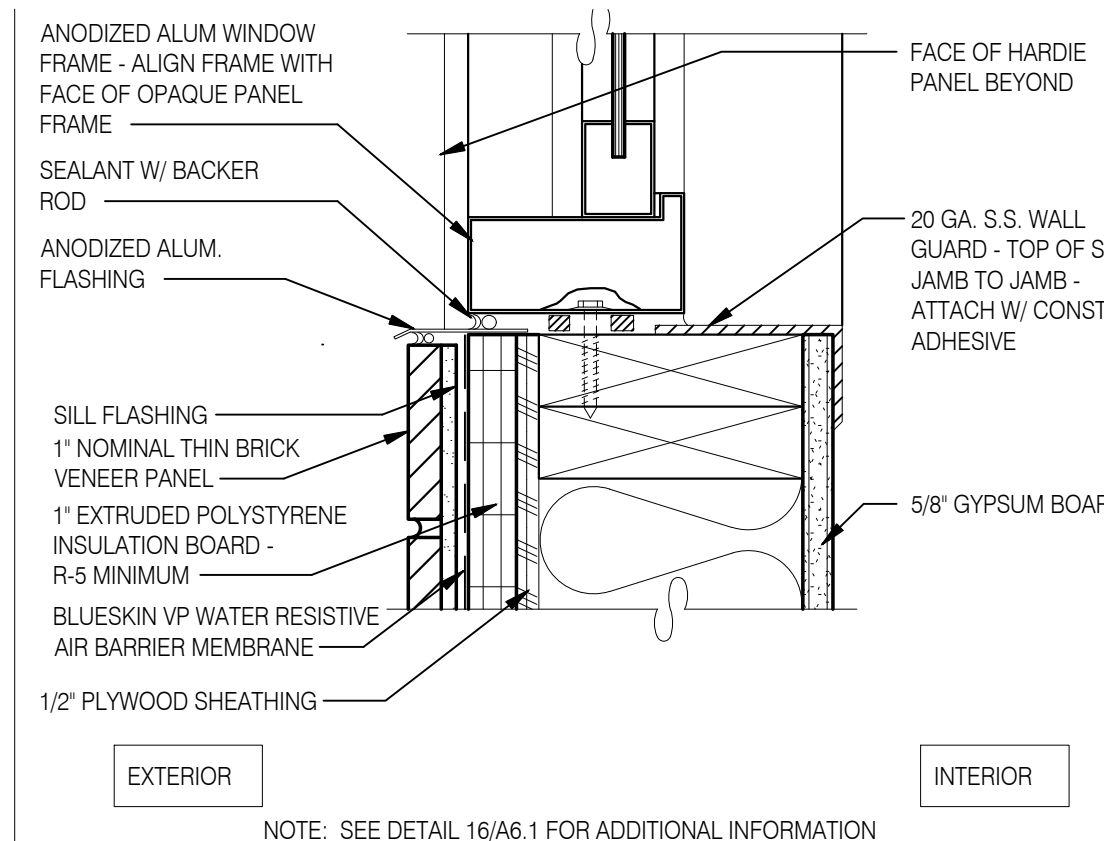 ANODIZED ALUM WINDOW
FRAME - ALIGN FRAME WITH
FACE OF OPAQUE PANEL
FRAME
SEALANT W/ BACKER
ROD
ANODIZED ALUM.
FLASHING
SILL FLASHING
1" NOMINAL THIN BRICK
VENEER PANEL
1" EXTRUDED POLYSTYRENE
INSULATION BOARD -
R-5 MINIMUM
BLUESKIN VP WATER RESISTIVE
AIR BARRIER MEMBRANE
1/2" PLYWOOD SHEATHING
FACE OF HARDIE
PANEL BEYOND
20 GA. S.S. WALL
GUARD - TOP OF
JAMB TO JAMB -
ATTACH W/
ADHESIVE
5/8" GYPSUM
EXTERIOR
INTERIOR
NOTE: SEE DETAIL 16/A6.1 FOR ADDITIONAL INFORMATION